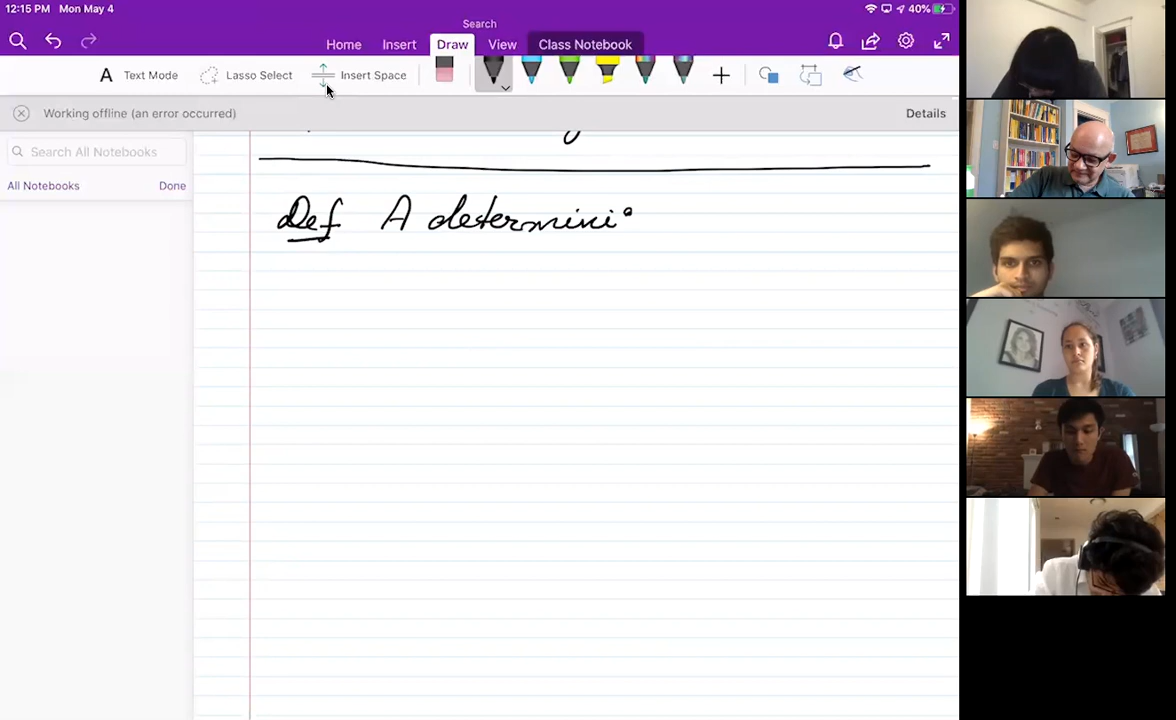 12:15 PM Mon May 4
40%
Search
Home Insert Draw View Class Notebook
A Text Mode Lasso Select Insert Space
Working offline (an error occurred) Details
Search All Notebooks
All Notebooks Done
Def A determini